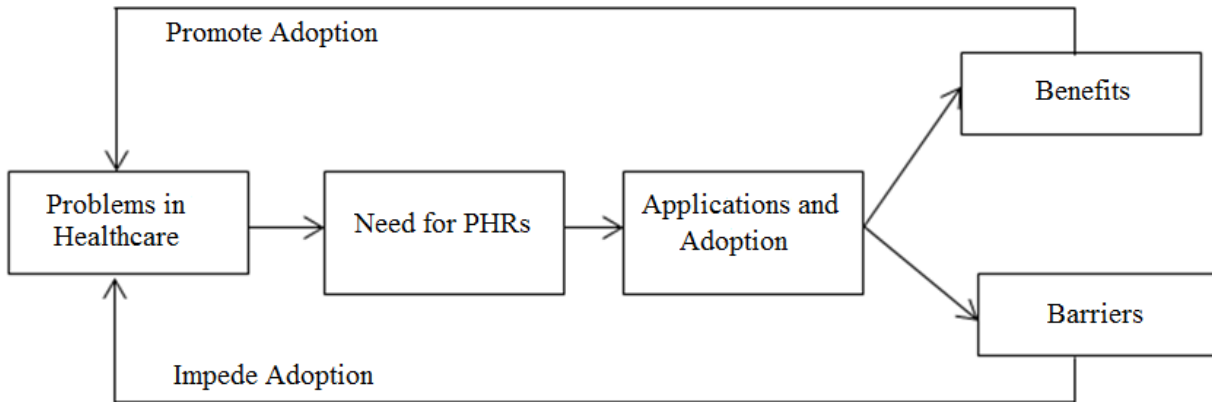 Promote Adoption
Benefits
Problems in
Healthcare
Need for PHRs
Applications and
Adoption
Barriers
Impede Adoption